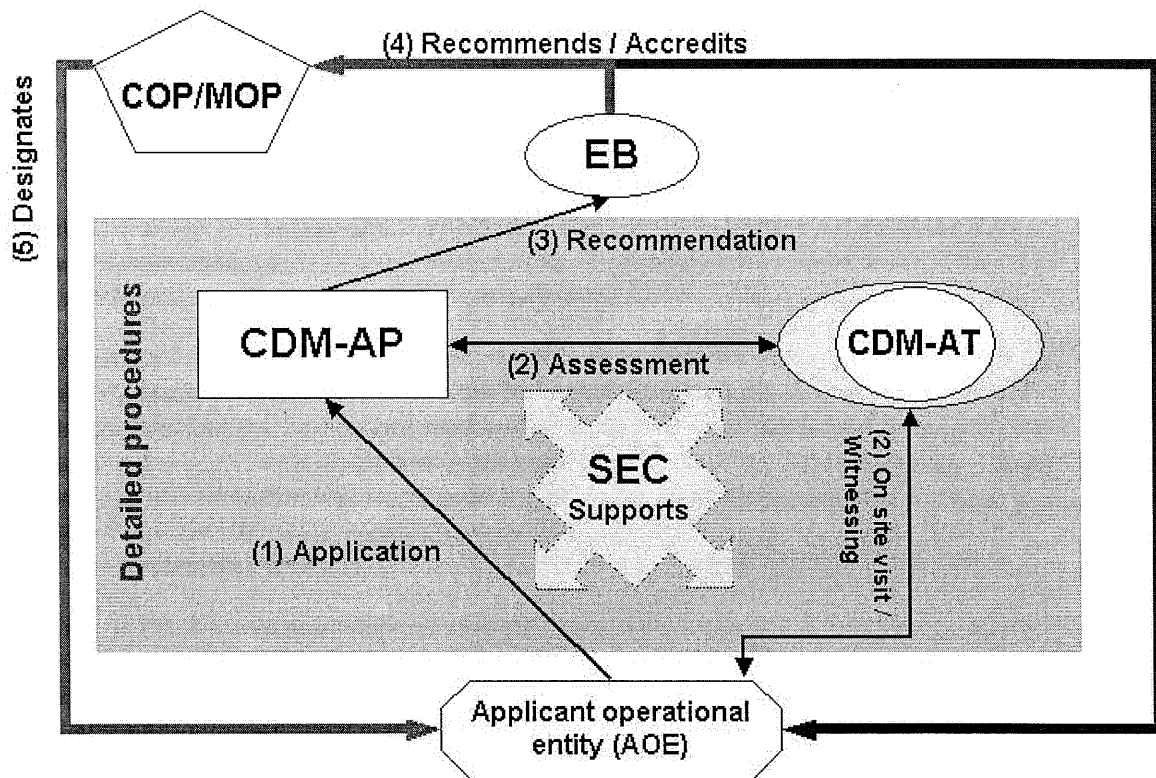 (4) Recommends / Accredits
COP/MOP
(5) Designates
EB
(3) Recommendation
Detailed procedures
CDM-AP
CDM-AT
(2) Assessment
SEC
Supports
(2) On site visit /
Witnessing
(1) Application
Applicant operational
entity (AOE)